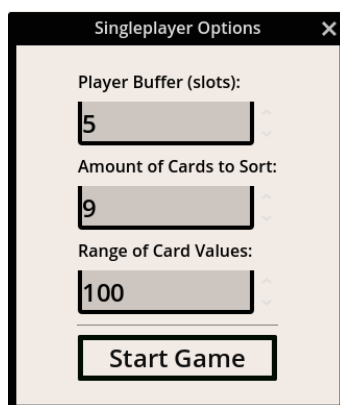 Singleplayer Options
Player Buffer (slots):
5
Amount of Cards to Sort:
9
Range of Card Values:
100
Start Game